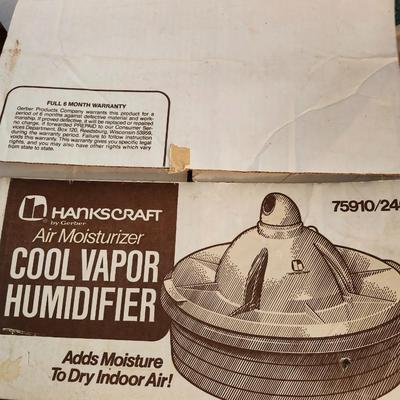 FULL 6 MONTH WARRANTY
Gerber Products Company warrants this product for a
period of 6 months against defective material and work-
manship. If proved defective, it will be replaced or repaired
no charge, if forwarded PREPAID to our Consumer Ser-
vices Department, Box 120, Reedsburg, Wisconsin 53959,
during the warranty period. Failure to follow instruction
voids this warranty. This warranty gives you specific legal
rights, and you may also have other rights which vary
from state to state.
HANKSCRAFT
by Gerber
75910/245
Air Moisturizer
COOL VAPOR
HUMIDIFIER
Adds Moisture
To Dry Indoor Air!